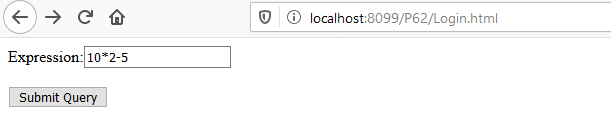 localhost:8099/P62/Login.html
Expression: 10*2-5
Submit Query